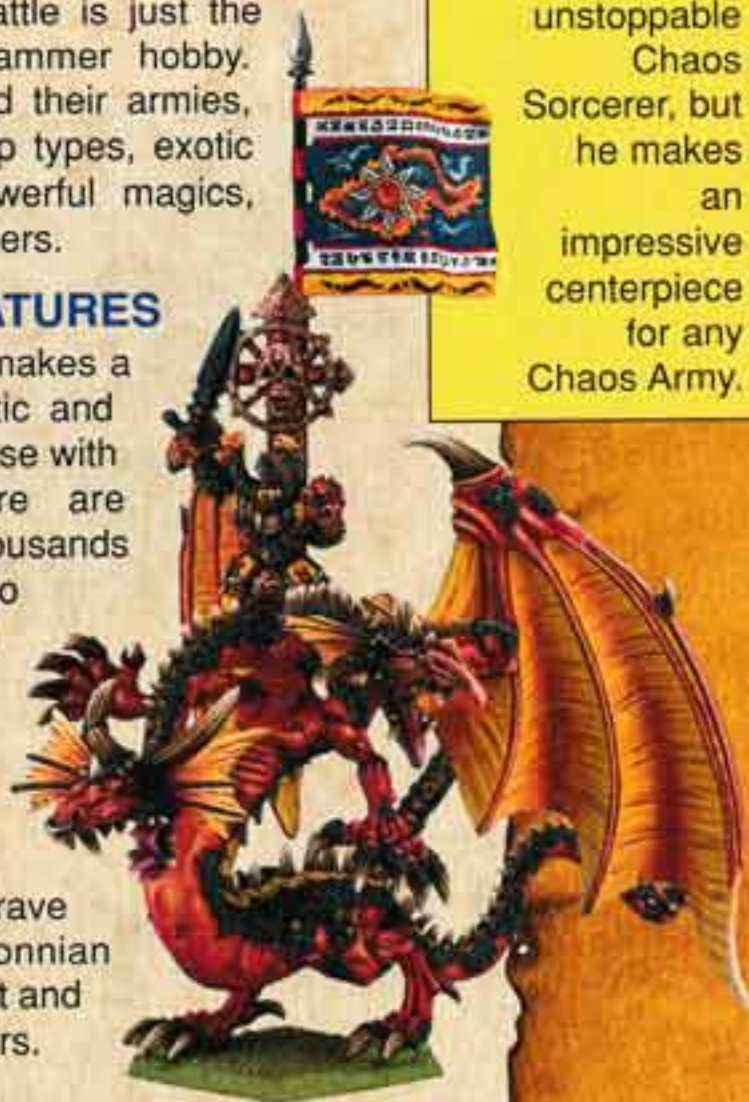 attle is just the
ammer hobby.
d their armies,
p types, exotic
werful magics,
ers.
ATURES
makes a
tic and
se with
re are
ousands
o
rave
onnian
t and
rs.
unstoppable
Chaos
Sorcerer, but
he makes
an
impressive
centerpiece
for any
Chaos Army.